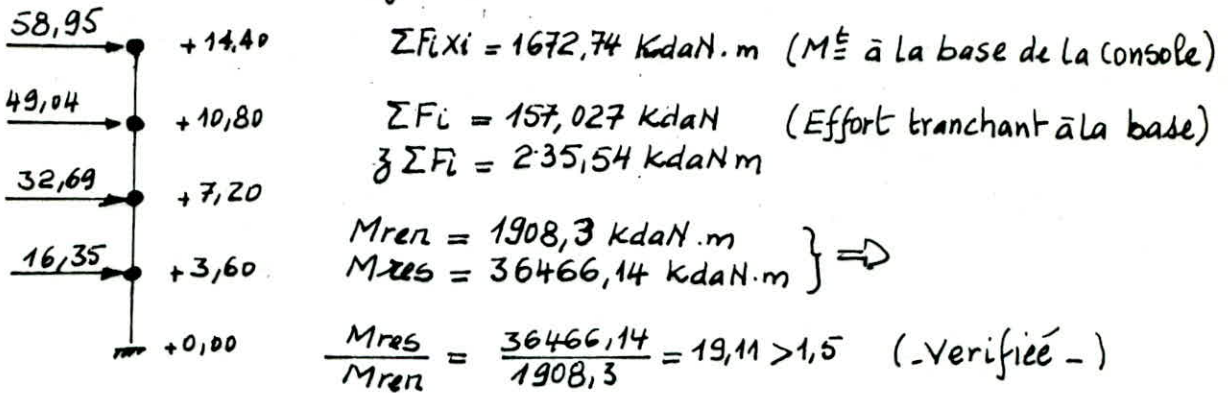 58,95 +14,40 ΣFixi = 1672,74 KdaN.m (Mt à la base de la console)
49,04 +10,80 ΣFi = 157,027 KdaN (Effort tranchant à la base)
z ΣFi = 235,54 KdaNm
32,69 +7,20
Mren = 1908,3 KdaN.m
16,35 +3,60 Mres = 36466,14 KdaN.m } ⇒
+0,00 Mres/Mren = 36466,14/1908,3 = 19,11 > 1,5 (-Verifieé-)